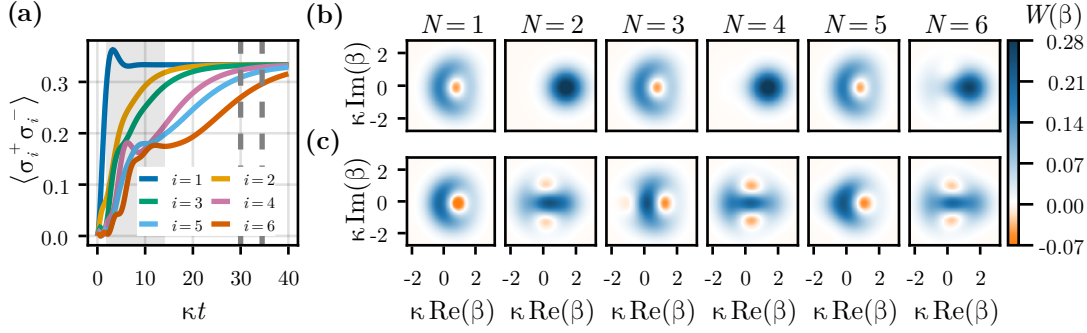 (a)
0.3
0.2
0.1
0.0
⟨σᵢ⁺σᵢ⁻⟩
i = 1
i = 2
i = 3
i = 4
i = 5
i = 6
0 10 20 30 40
κt
(b)
N = 1 N = 2 N = 3 N = 4 N = 5 N = 6
W(β)
2
0
-2
κ Im(β)
(c)
2
0
-2
κ Im(β)
-2 0 2 -2 0 2 -2 0 2 -2 0 2 -2 0 2 -2 0 2
κ Re(β) κ Re(β) κ Re(β) κ Re(β) κ Re(β) κ Re(β)
0.28
0.21
0.15
0.07
0.00
-0.07